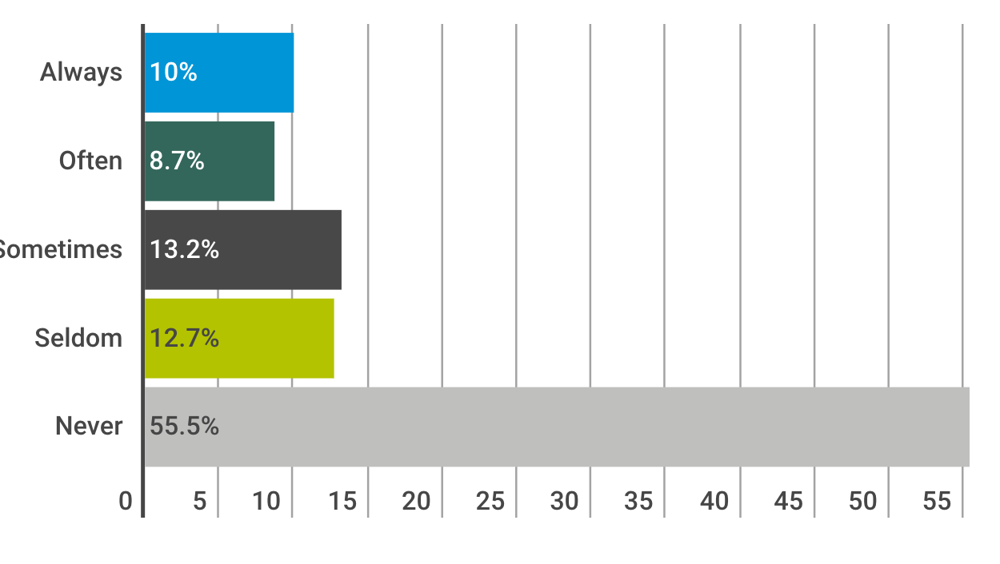 Always 10%
Often 8.7%
Sometimes 13.2%
Seldom 12.7%
Never 55.5%
0 5 10 15 20 25 30 35 40 45 50 55